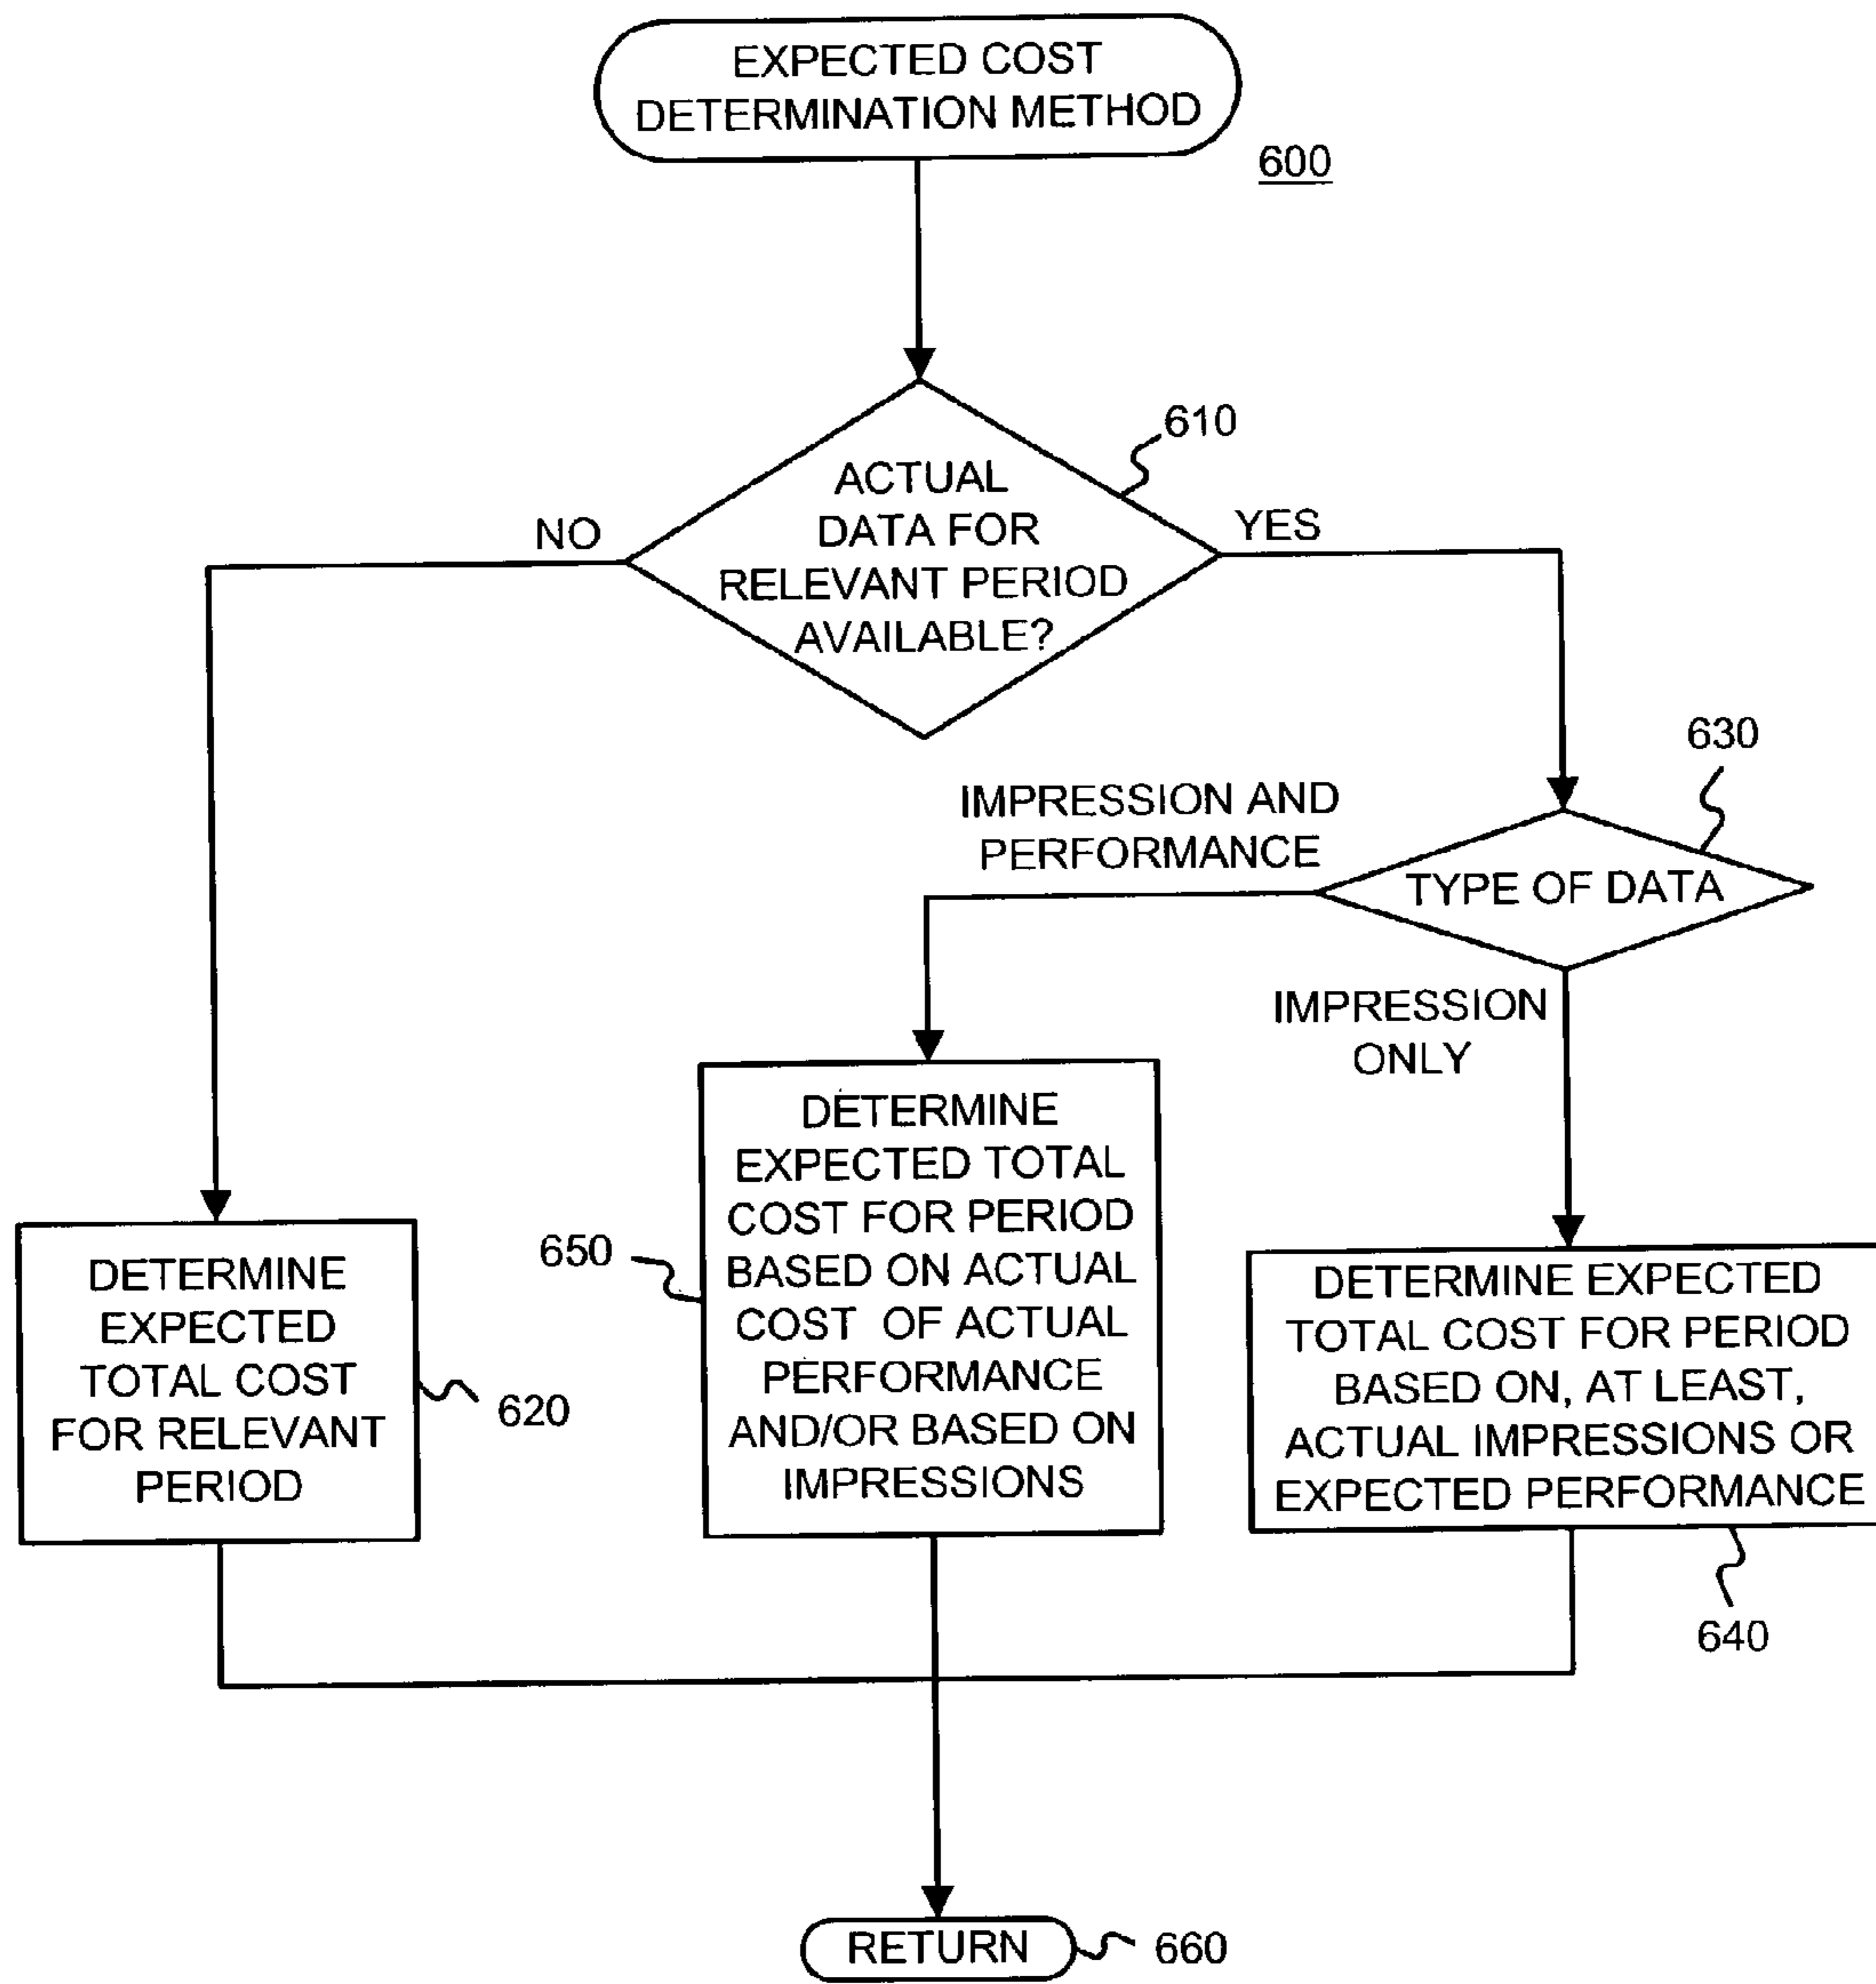 EXPECTED COST
DETERMINATION METHOD
600
610
ACTUAL
DATA FOR
RELEVANT PERIOD
AVAILABLE?
NO
YES
630
IMPRESSION AND
PERFORMANCE
TYPE OF DATA
IMPRESSION
ONLY
DETERMINE
EXPECTED TOTAL
COST FOR PERIOD
BASED ON ACTUAL
COST OF ACTUAL
PERFORMANCE
AND/OR BASED ON
IMPRESSIONS
650
DETERMINE
EXPECTED
TOTAL COST
FOR RELEVANT
PERIOD
620
DETERMINE EXPECTED
TOTAL COST FOR PERIOD
BASED ON, AT LEAST,
ACTUAL IMPRESSIONS OR
EXPECTED PERFORMANCE
640
RETURN
660